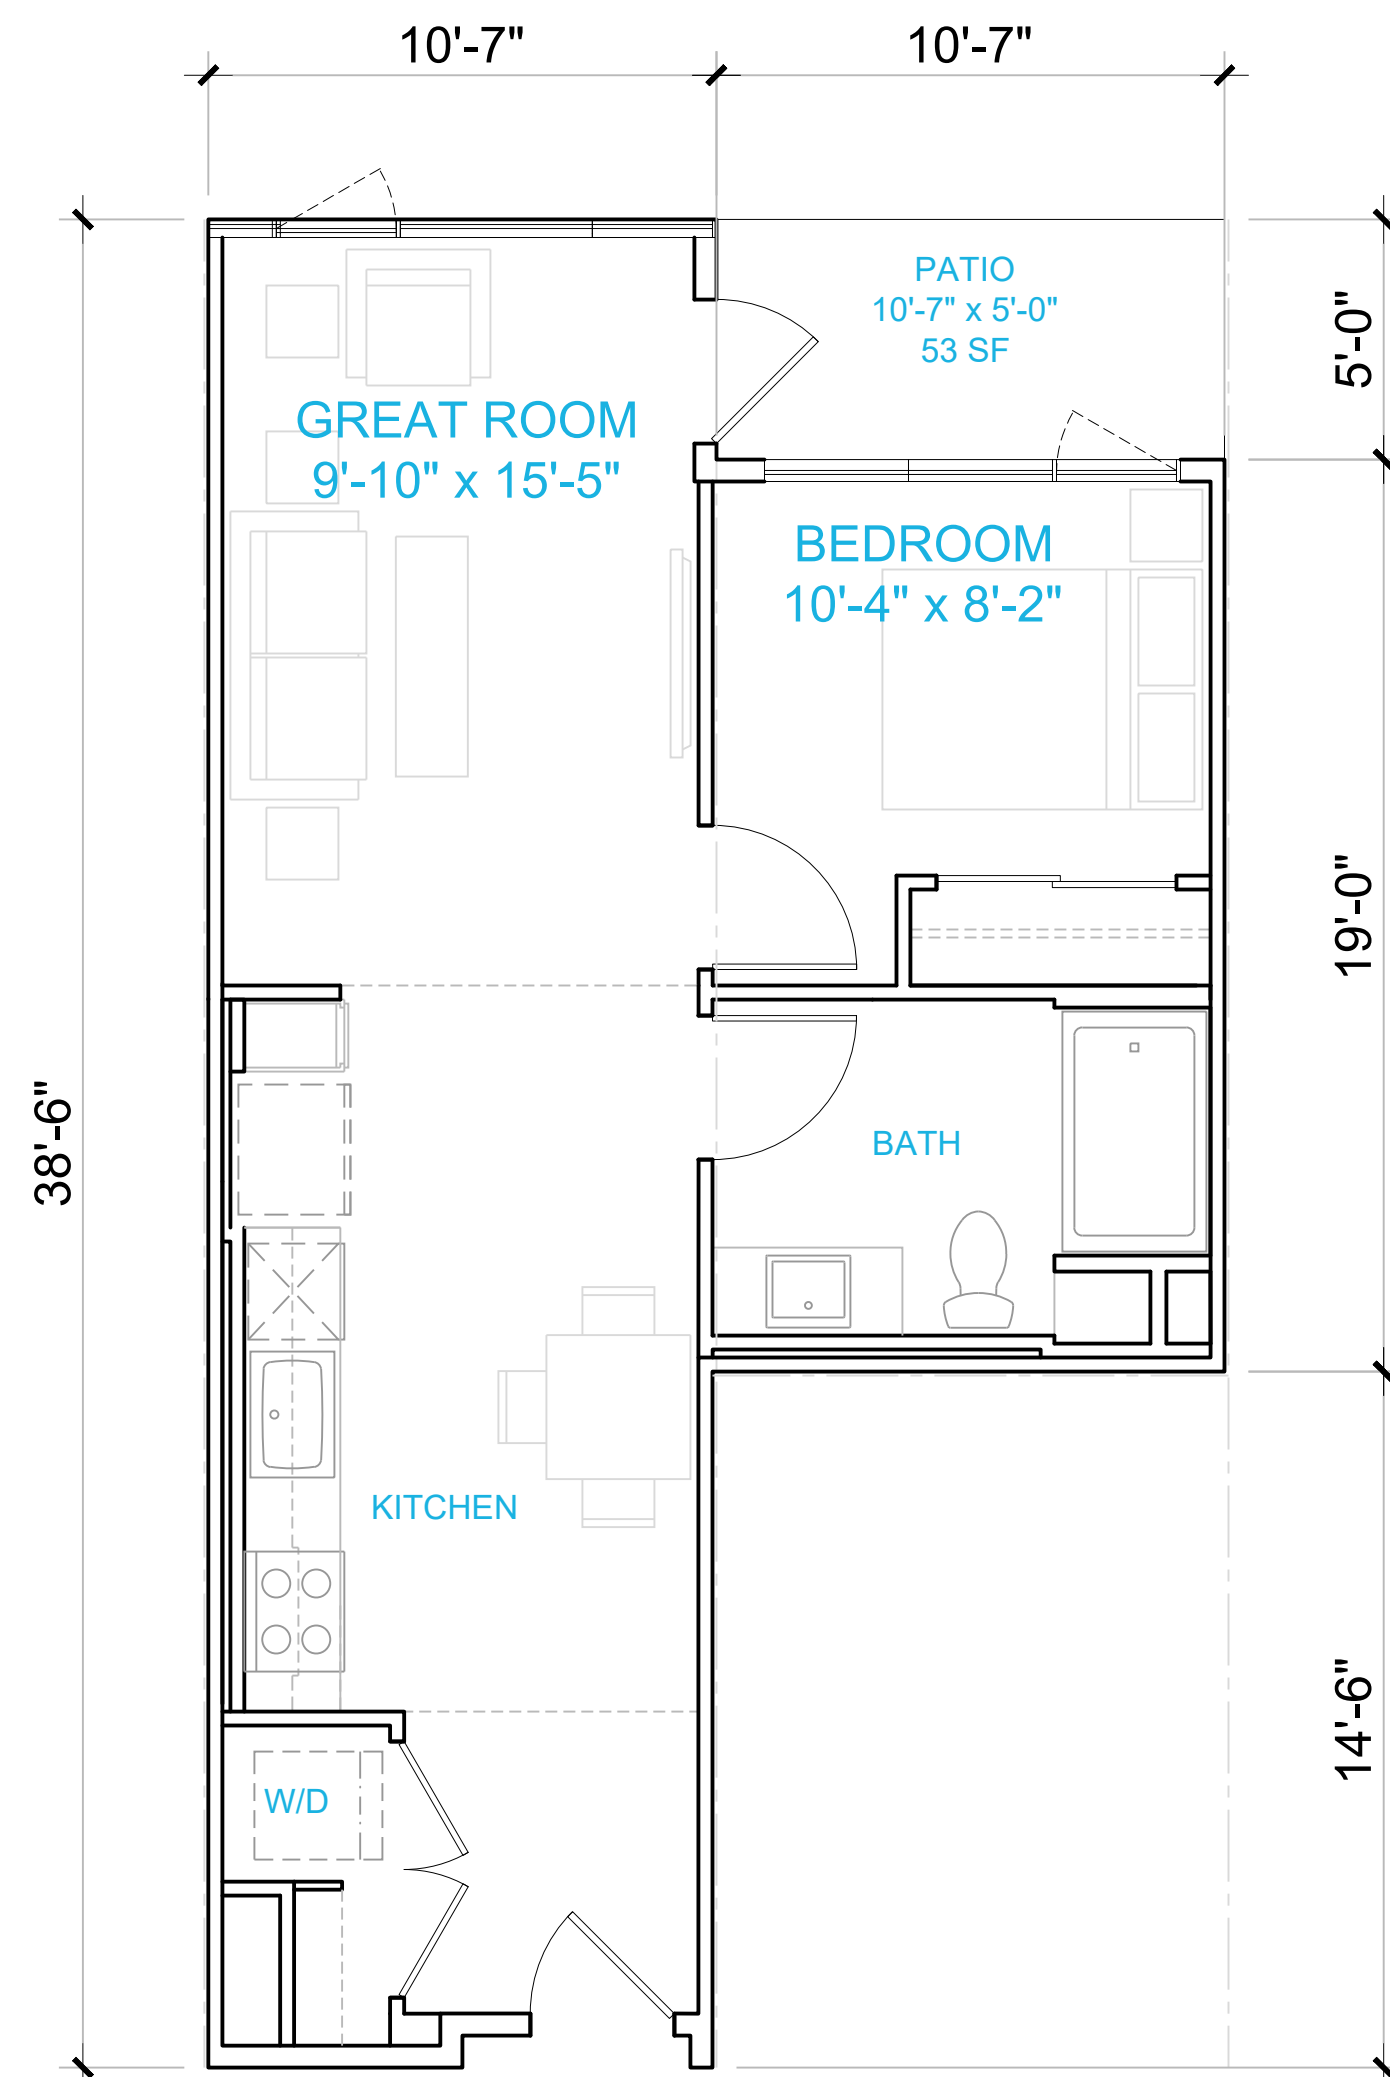 10'-7"
10'-7"
PATIO
10'-7" x 5'-0"
53 SF
5'-0"
GREAT ROOM
9'-10" x 15'-5"
BEDROOM
10'-4" x 8'-2"
19'-0"
38'-6"
BATH
KITCHEN
14'-6"
W/D